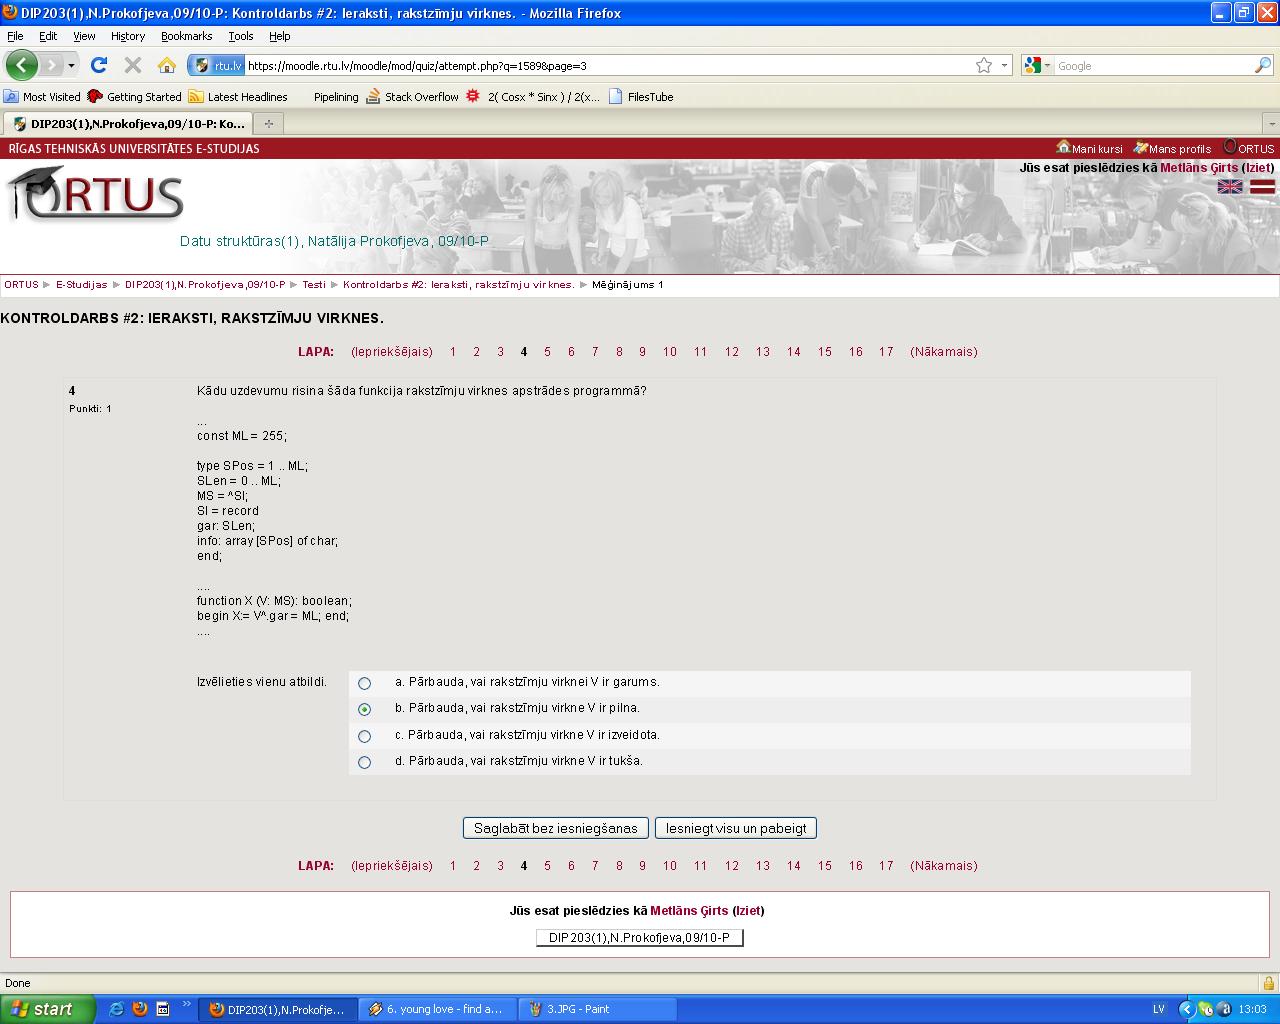 DIP203(1),N.Prokofjeva,09/10-P: Kontroldarbs #2: Ieraksti, rakstzīmju virknes. - Mozilla Firefox
File Edit View History Bookmarks Tools Help
rtu.lv https://moodle.rtu.lv/moodle/mod/quiz/attempt.php?q=1589&page=3 Google
Most Visited Getting Started Latest Headlines Pipelining Stack Overflow 2( Cosx * Sinx ) / 2(x... FilesTube
DIP203(1),N.Prokofjeva,09/10-P: Ko...
RĪGAS TEHNISKĀS UNIVERSITĀTES E-STUDIJAS Mani kursi Mans profils ORTUS
Jūs esat pieslēdzies kā Metlāns Ģirts (Iziet)
ORTUS
Datu struktūras(1), Natālija Prokofjeva, 09/10-P
ORTUS ► E-Studijas ► DIP203(1),N.Prokofjeva,09/10-P ► Testi ► Kontroldarbs #2: Ieraksti, rakstzīmju virknes. ► Mēģinājums 1
KONTROLDARBS #2: IERAKSTI, RAKSTZĪMJU VIRKNES.
LAPA: (Iepriekšējais) 1 2 3 4 5 6 7 8 9 10 11 12 13 14 15 16 17 (Nākamais)
4
Punkti: 1
Kādu uzdevumu risina šāda funkcija rakstzīmju virknes apstrādes programmā?
...
const ML = 255;
type SPos = 1 .. ML;
SLen = 0 .. ML;
MS = ^SI;
SI = record
gar: SLen;
info: array [SPos] of char;
end;
....
function X (V: MS): boolean;
begin X:= V^.gar = ML; end;
....
Izvēlieties vienu atbildi.
a. Pārbauda, vai rakstzīmju virknei V ir garums.
b. Pārbauda, vai rakstzīmju virkne V ir pilna.
c. Pārbauda, vai rakstzīmju virkne V ir izveidota.
d. Pārbauda, vai rakstzīmju virkne V ir tukša.
Saglabāt bez iesniegšanas Iesniegt visu un pabeigt
LAPA: (Iepriekšējais) 1 2 3 4 5 6 7 8 9 10 11 12 13 14 15 16 17 (Nākamais)
Jūs esat pieslēdzies kā Metlāns Ģirts (Iziet)
DIP203(1),N.Prokofjeva,09/10-P
Done
start DIP203(1),N.Prokofje... 6. young love - find a... 3.JPG - Paint LV 13:03